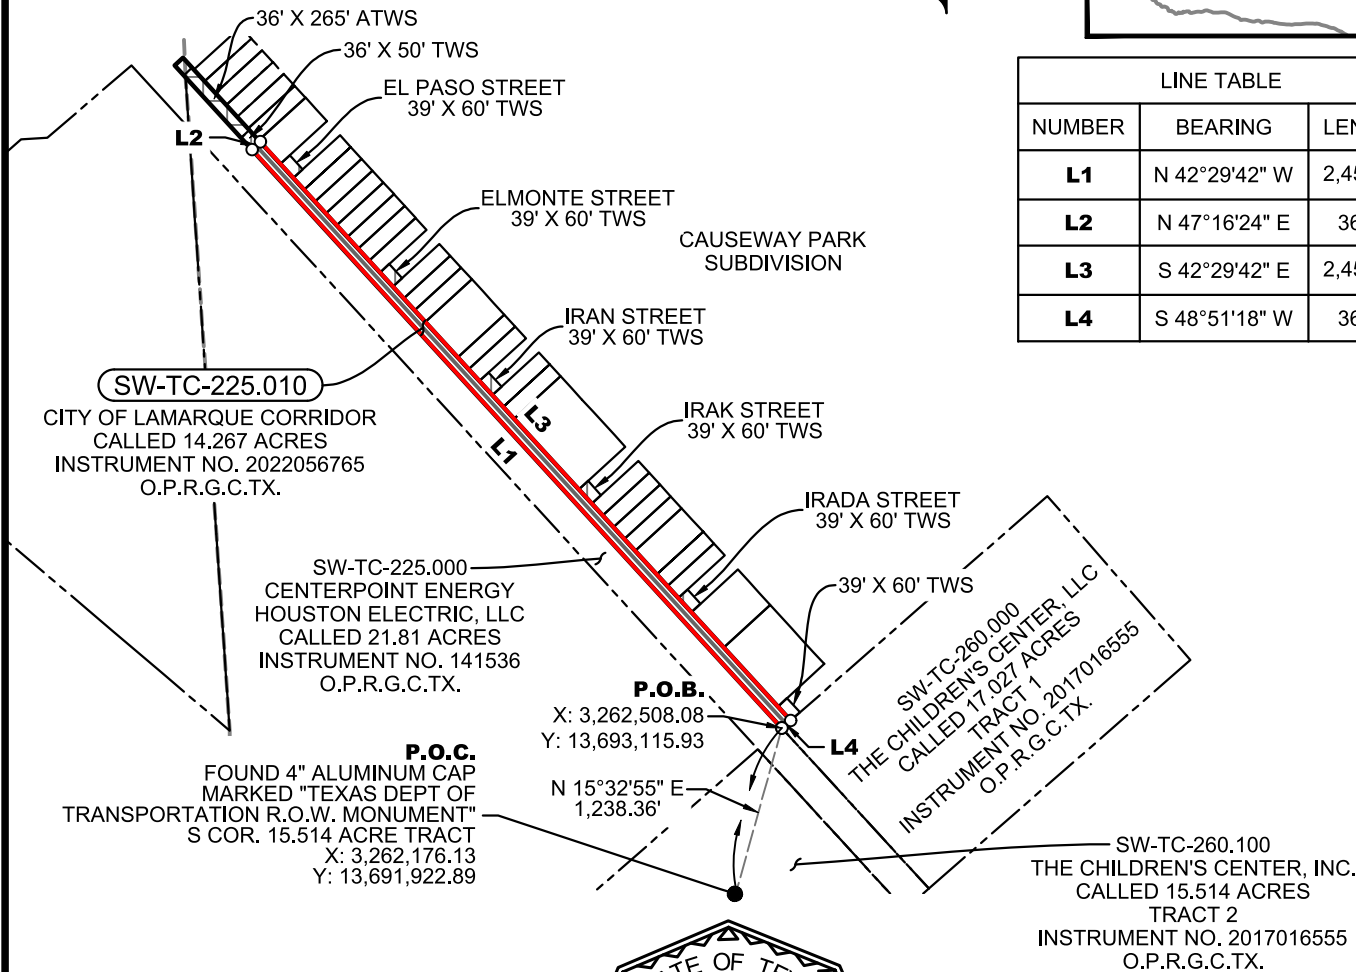 36' X 265' ATWS
36' X 50' TWS
EL PASO STREET
39' X 60' TWS
L2
ELMONTE STREET
39' X 60' TWS
CAUSEWAY PARK
SUBDIVISION
IRAN STREET
39' X 60' TWS
SW-TC-225.010
CITY OF LAMARQUE CORRIDOR
CALLED 14.267 ACRES
INSTRUMENT NO. 2022056765
O.P.R.G.C.TX.
L3
L1
IRAK STREET
39' X 60' TWS
IRADA STREET
39' X 60' TWS
SW-TC-225.000
CENTERPOINT ENERGY
HOUSTON ELECTRIC, LLC
CALLED 21.81 ACRES
INSTRUMENT NO. 141536
O.P.R.G.C.TX.
39' X 60' TWS
P.O.B.
X: 3,262,508.08
Y: 13,693,115.93
L4
SW-TC-260.000
THE CHILDREN'S CENTER, LLC
CALLED 17.027 ACRES
TRACT 1
INSTRUMENT NO. 2017016555
O.P.R.G.C.TX.
P.O.C.
FOUND 4" ALUMINUM CAP
MARKED "TEXAS DEPT OF
TRANSPORTATION R.O.W. MONUMENT"
S COR. 15.514 ACRE TRACT
X: 3,262,176.13
Y: 13,691,922.89
N 15°32'55" E
1,238.36'
SW-TC-260.100
THE CHILDREN'S CENTER, INC.
CALLED 15.514 ACRES
TRACT 2
INSTRUMENT NO. 2017016555
O.P.R.G.C.TX.
LINE TABLE
NUMBER BEARING LEN
L1 N 42°29'42" W 2,45
L2 N 47°16'24" E 36
L3 S 42°29'42" E 2,45
L4 S 48°51'18" W 36
OF